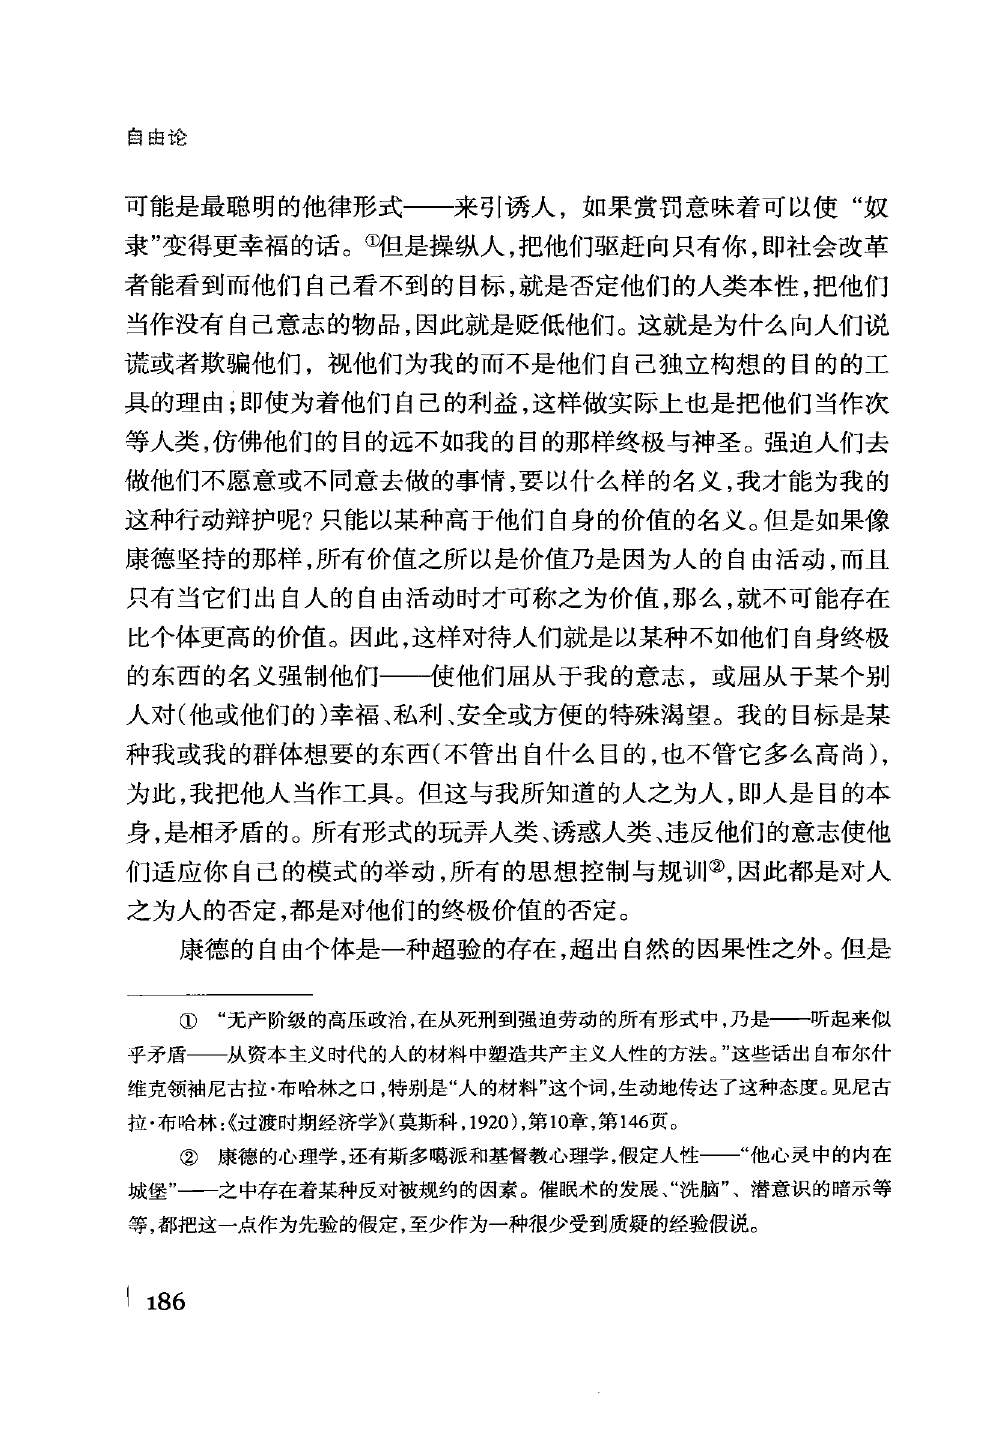 自由论
可能是最聪明的他律形式——来引诱人，如果赏罚意味着可以使“奴
隶”变得更幸福的话。①但是操纵人,把他们驱赶向只有你,即社会改革
者能看到而他们自己看不到的目标,就是否定他们的人类本性,把他们
当作没有自己意志的物品,因此就是贬低他们。这就是为什么向人们说
谎或者欺骗他们，视他们为我的而不是他们自己独立构想的目的的工
具的理由;即使为着他们自己的利益,这样做实际上也是把他们当作次
等人类,仿佛他们的目的远不如我的目的那样终极与神圣。强迫人们去
做他们不愿意或不同意去做的事情,要以什么样的名义,我才能为我的
这种行动辩护呢？只能以某种高于他们自身的价值的名义。但是如果像
康德坚持的那样,所有价值之所以是价值乃是因为人的自由活动,而且
只有当它们出自人的自由活动时才可称之为价值,那么,就不可能存在
比个体更高的价值。因此,这样对待人们就是以某种不如他们自身终极
的东西的名义强制他们——使他们屈从于我的意志，或屈从于某个别
人对(他或他们的)幸福、私利、安全或方便的特殊渴望。我的目标是某
种我或我的群体想要的东西(不管出自什么目的,也不管它多么高尚),
为此,我把他人当作工具。但这与我所知道的人之为人,即人是目的本
身,是相矛盾的。所有形式的玩弄人类、诱惑人类、违反他们的意志使他
们适应你自己的模式的举动,所有的思想控制与规训②,因此都是对人
之为人的否定,都是对他们的终极价值的否定。
康德的自由个体是一种超验的存在,超出自然的因果性之外。但是
① “无产阶级的高压政治,在从死刑到强迫劳动的所有形式中,乃是——听起来似
乎矛盾——从资本主义时代的人的材料中塑造共产主义人性的方法。”这些话出自布尔什
维克领袖尼古拉·布哈林之口,特别是“人的材料”这个词,生动地传达了这种态度。见尼古
拉·布哈林:《过渡时期经济学》(莫斯科,1920),第10章,第146页。
② 康德的心理学,还有斯多噶派和基督教心理学,假定人性——“他心灵中的内在
城堡”——之中存在着某种反对被规约的因素。催眠术的发展、“洗脑”、潜意识的暗示等
等,都把这一点作为先验的假定,至少作为一种很少受到质疑的经验假说。
186